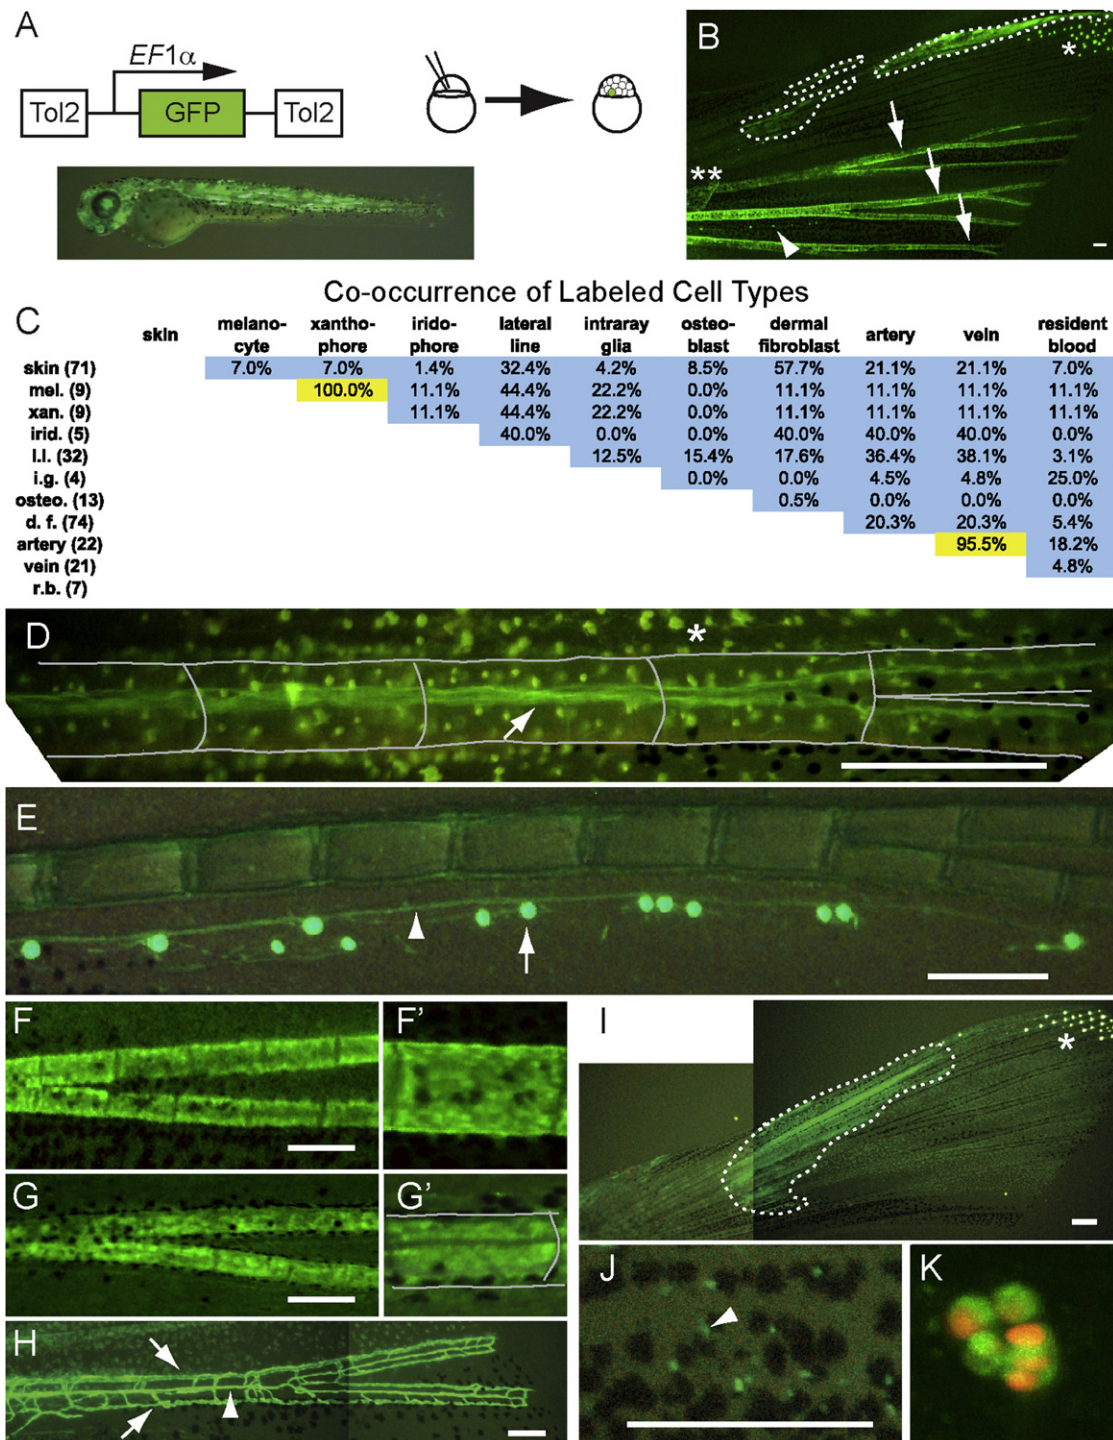 A
EF1α
Tol2 GFP Tol2
B
*
**
Co-occurrence of Labeled Cell Types
C
skin melano-cyte xantho-phore irido-phore lateral line intraray glia osteo-blast dermal fibroblast artery vein resident blood
skin (71) 7.0% 7.0% 1.4% 32.4% 4.2% 8.5% 57.7% 21.1% 21.1% 7.0%
mel. (9) 100.0% 11.1% 44.4% 22.2% 0.0% 11.1% 11.1% 11.1% 11.1%
xan. (9) 11.1% 44.4% 22.2% 0.0% 11.1% 11.1% 11.1% 11.1%
irid. (5) 40.0% 0.0% 0.0% 40.0% 40.0% 40.0% 0.0%
l.l. (32) 12.5% 15.4% 17.6% 36.4% 38.1% 3.1%
i.g. (4) 0.0% 0.0% 4.5% 4.8% 25.0%
osteo. (13) 0.5% 0.0% 0.0% 0.0%
d. f. (74) 20.3% 20.3% 5.4%
artery (22) 95.5% 18.2%
vein (21) 4.8%
r.b. (7)
D
*
E
F
F'
I
*
G
G'
J
K
H